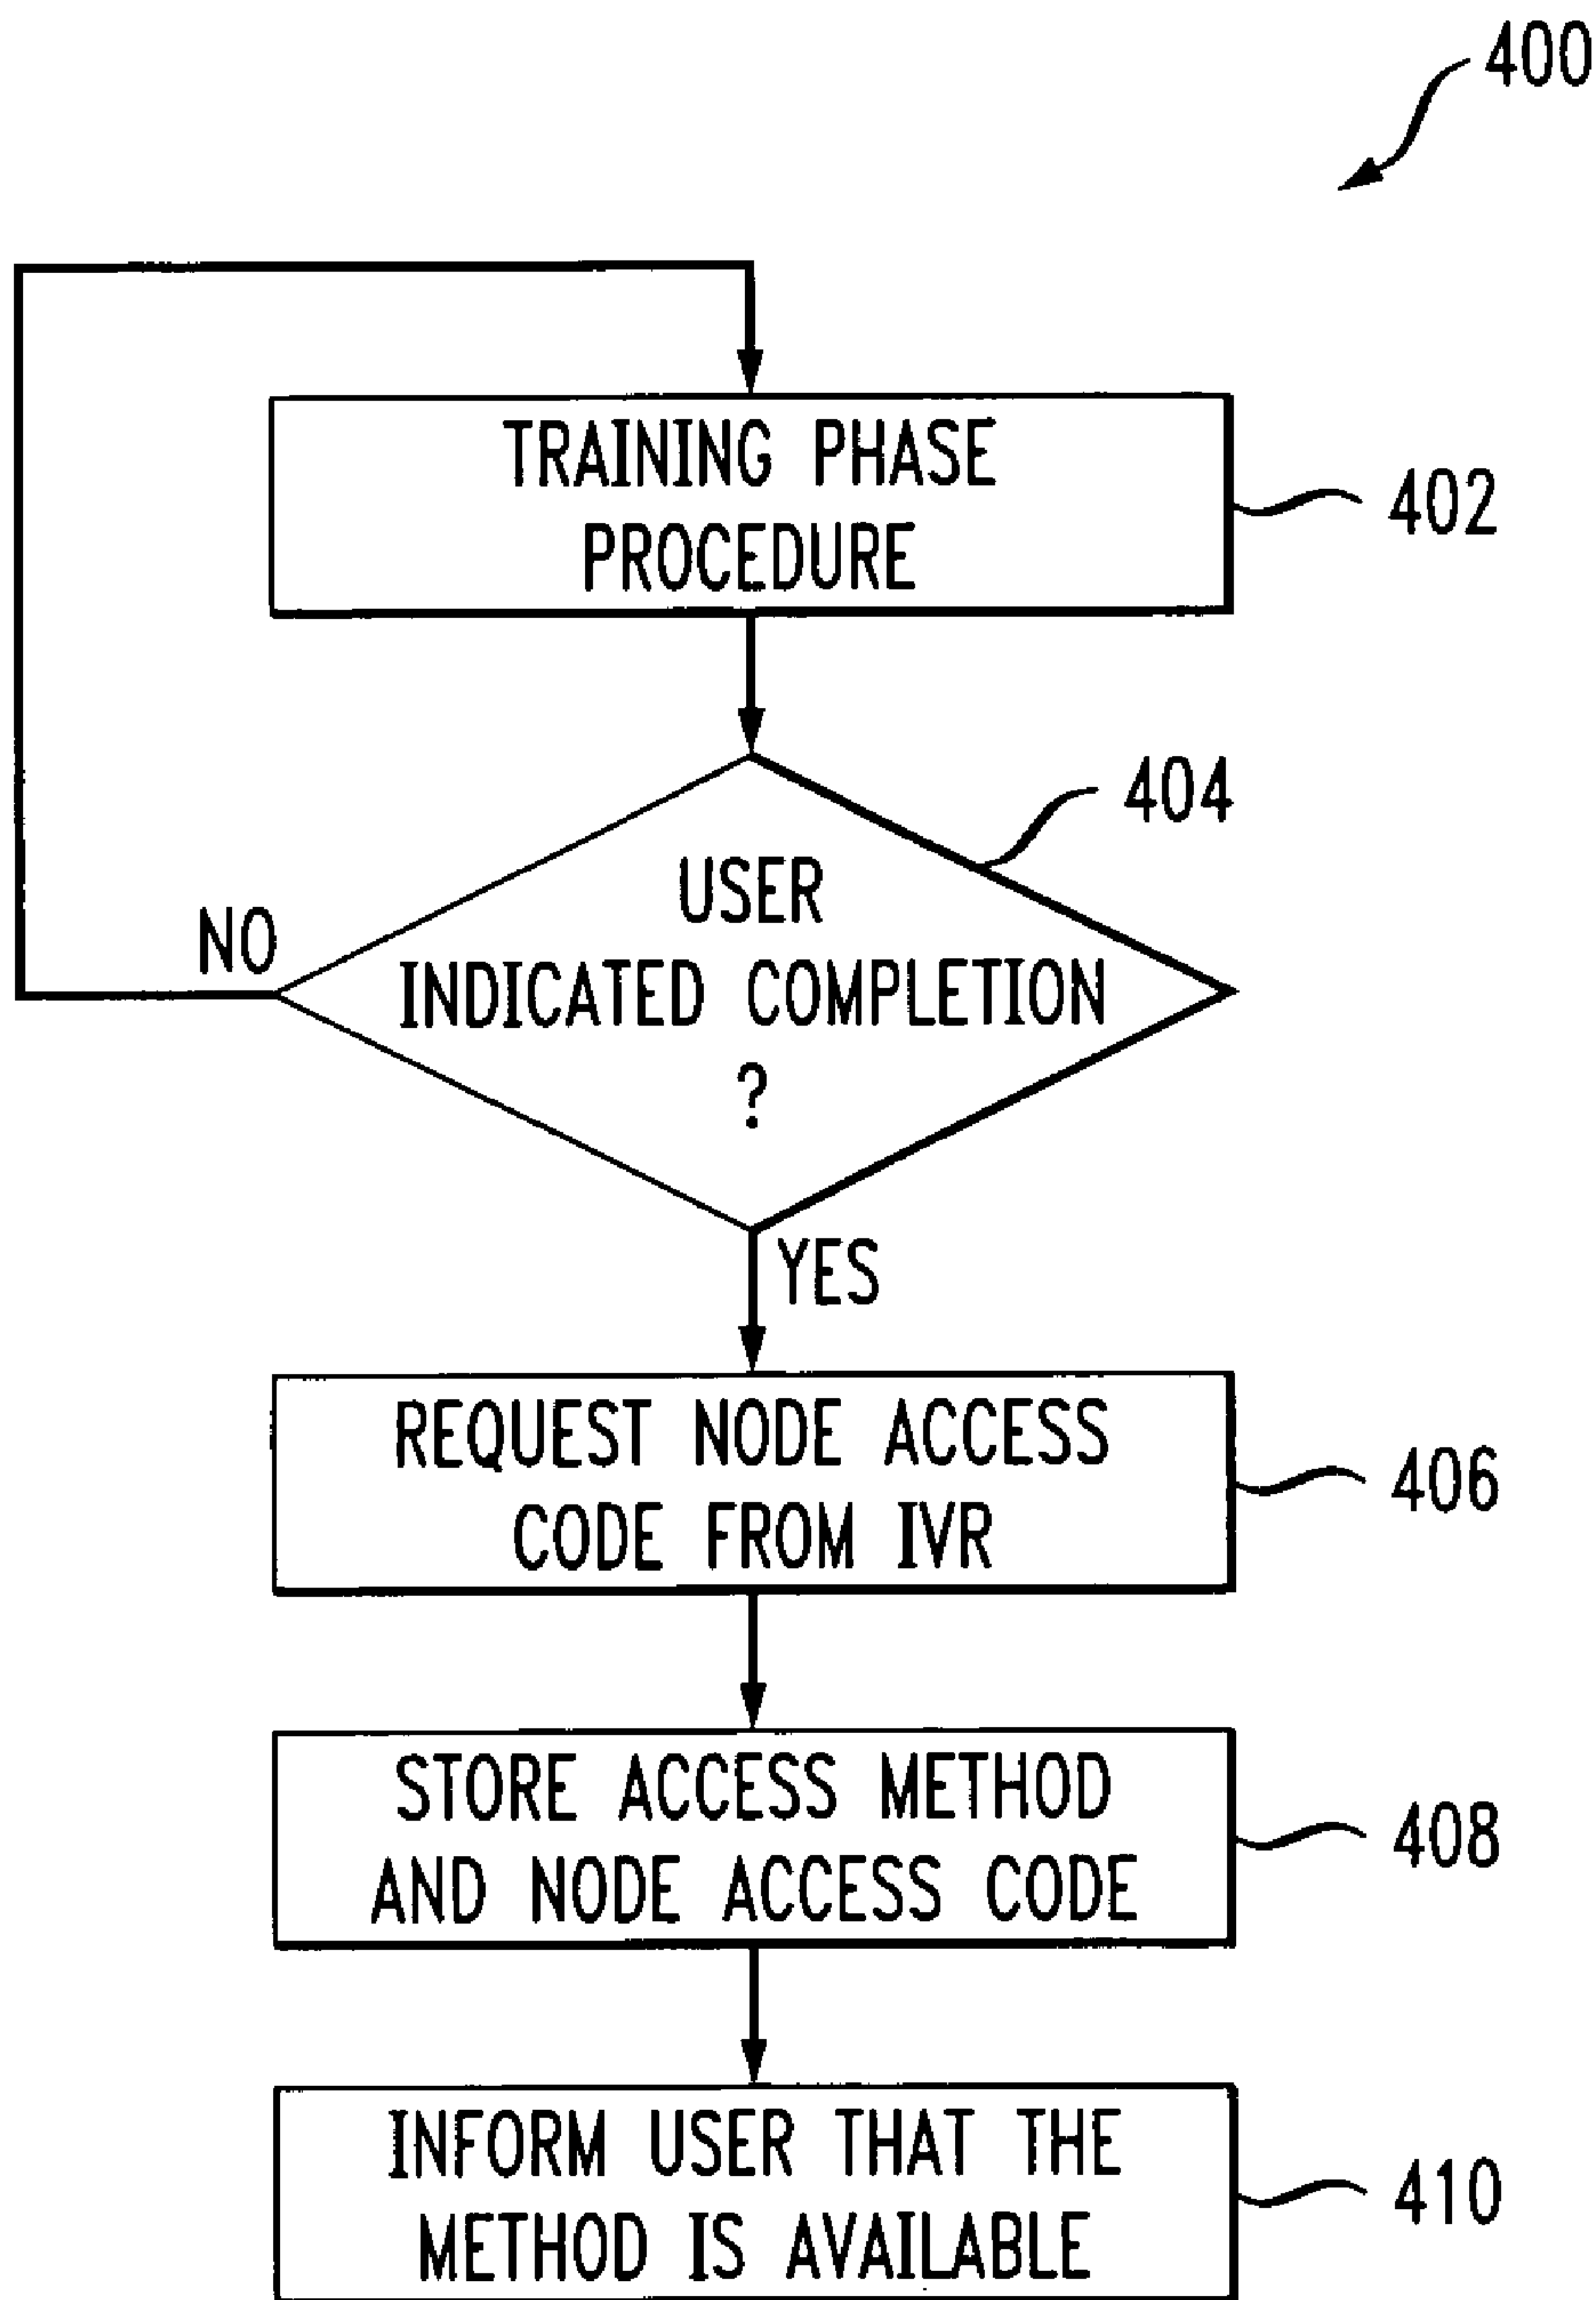 400
TRAINING PHASE
PROCEDURE
402
404
USER
INDICATED COMPLETION
?
NO
YES
REQUEST NODE ACCESS
CODE FROM IVR
406
STORE ACCESS METHOD
AND NODE ACCESS CODE
408
INFORM USER THAT THE
METHOD IS AVAILABLE
410